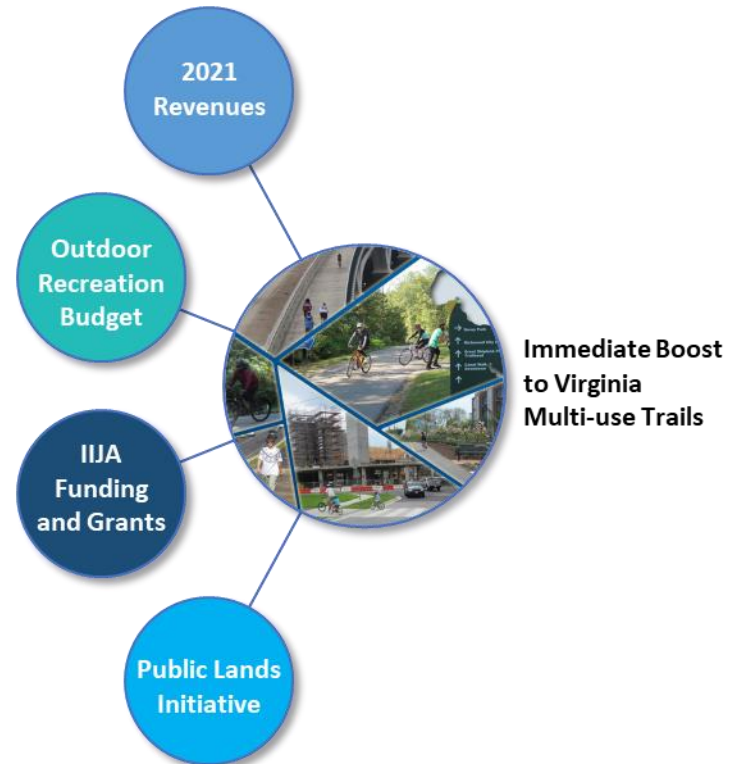 2021
Revenues
Outdoor
Recreation
Budget
IIJA
Funding
and Grants
Public Lands
Initiative
Immediate Boost
to Virginia
Multi-use Trails